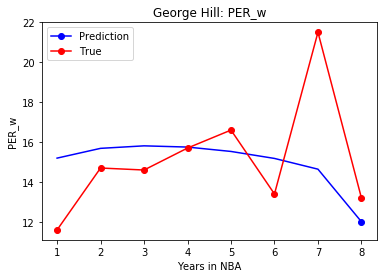 George Hill: PER_w
Prediction
True
PER_w
22
20
18
16
14
12
1 2 3 4 5 6 7 8
Years in NBA